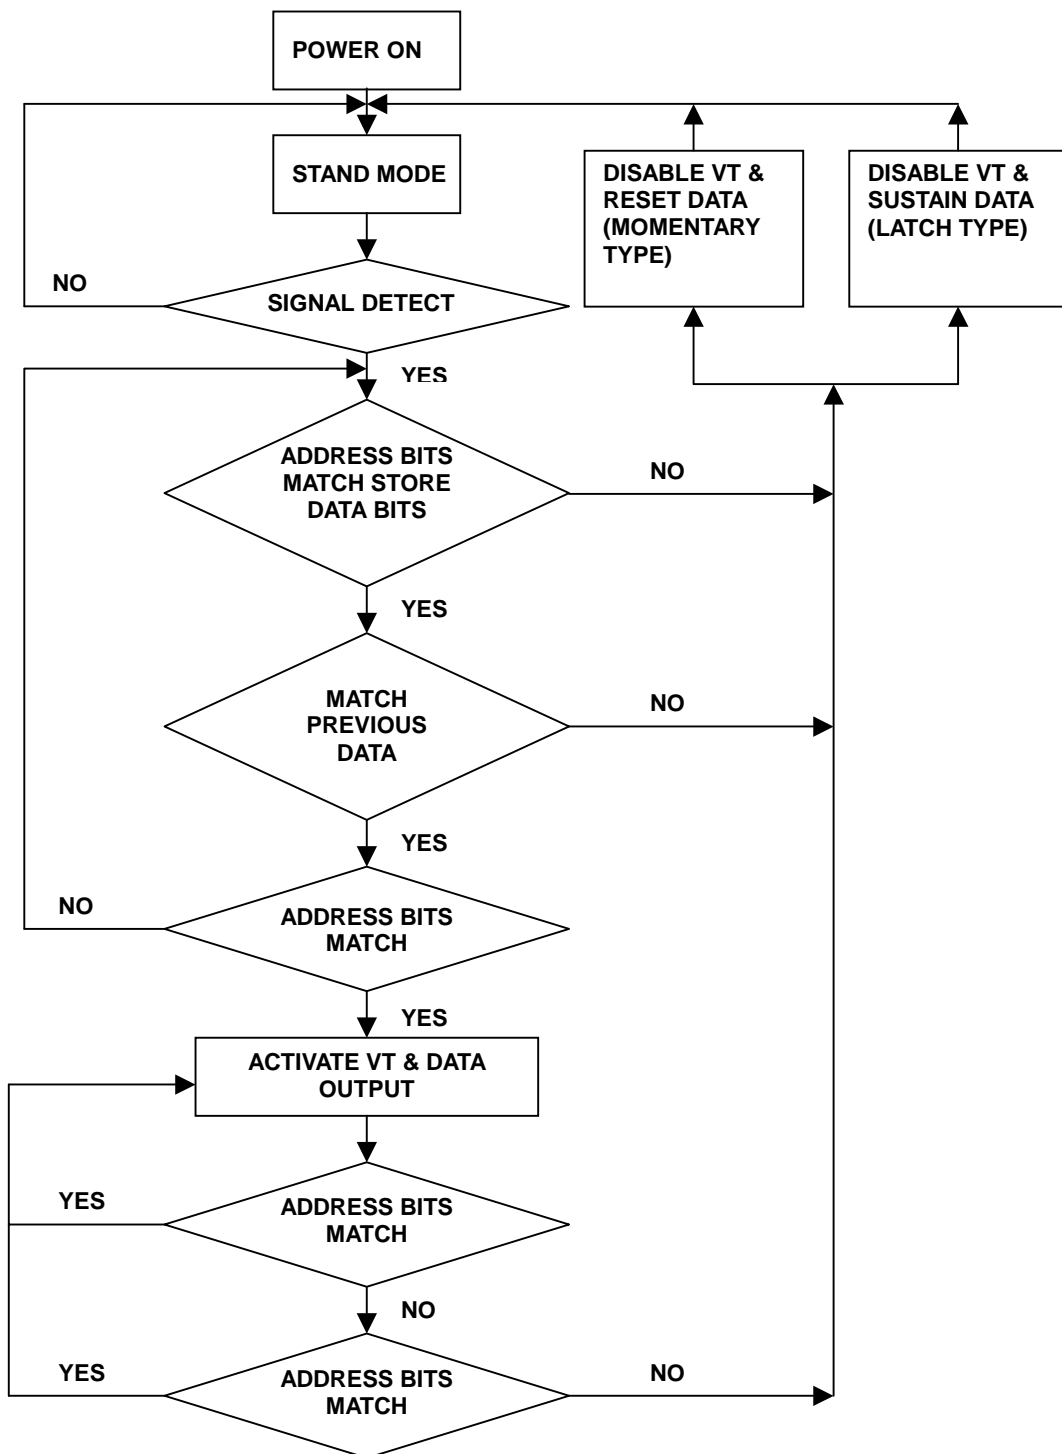 POWER ON
STAND MODE
DISABLE VT &
RESET DATA
(MOMENTARY
TYPE)
DISABLE VT &
SUSTAIN DATA
(LATCH TYPE)
NO
SIGNAL DETECT
YES
ADDRESS BITS
MATCH STORE
DATA BITS
NO
YES
MATCH
PREVIOUS
DATA
NO
YES
NO
ADDRESS BITS
MATCH
YES
ACTIVATE VT & DATA
OUTPUT
YES
ADDRESS BITS
MATCH
NO
YES
ADDRESS BITS
MATCH
NO